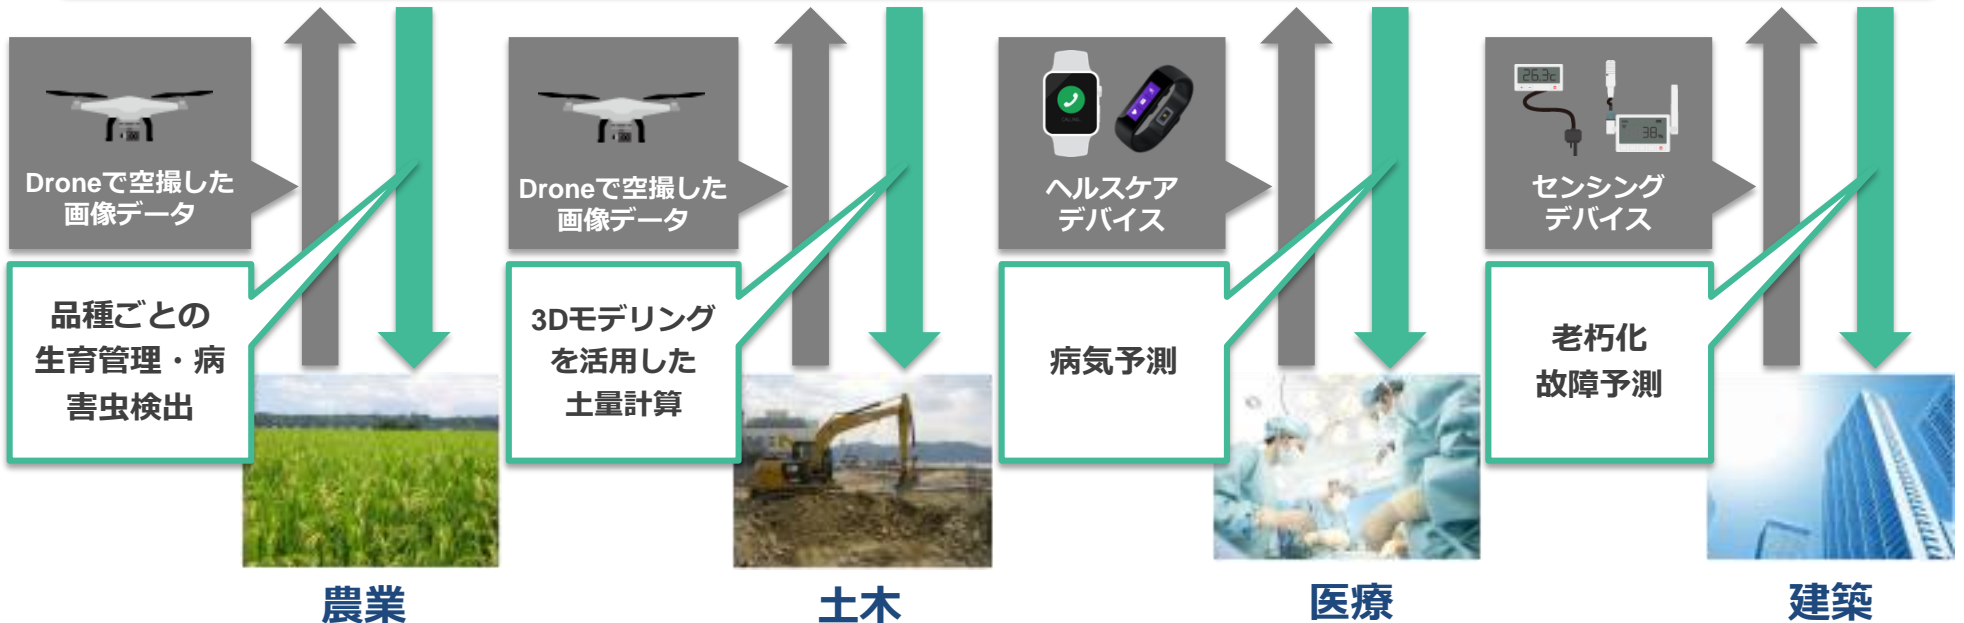 Droneで空撮した
画像データ
品種ごとの
生育管理・病
害虫検出
農業
Droneで空撮した
画像データ
3Dモデリング
を活用した
土量計算
土木
ヘルスケア
デバイス
病気予測
医療
26.3c
38%
センシング
デバイス
老朽化
故障予測
建築